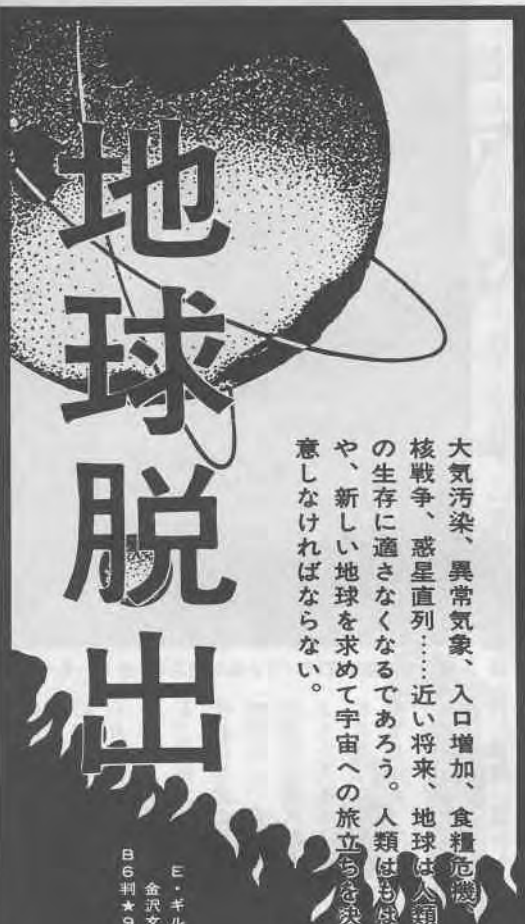 地球脱出
大気汚染、異常気象、人口増加、食糧危機、
核戦争、惑星直列……近い将来、地球は人類
の生存に適さなくなるであろう。人類はもは
や、新しい地球を求めて宇宙への旅立ちを決
意しなければならない。
E・ギル
金沢文
B6判★9